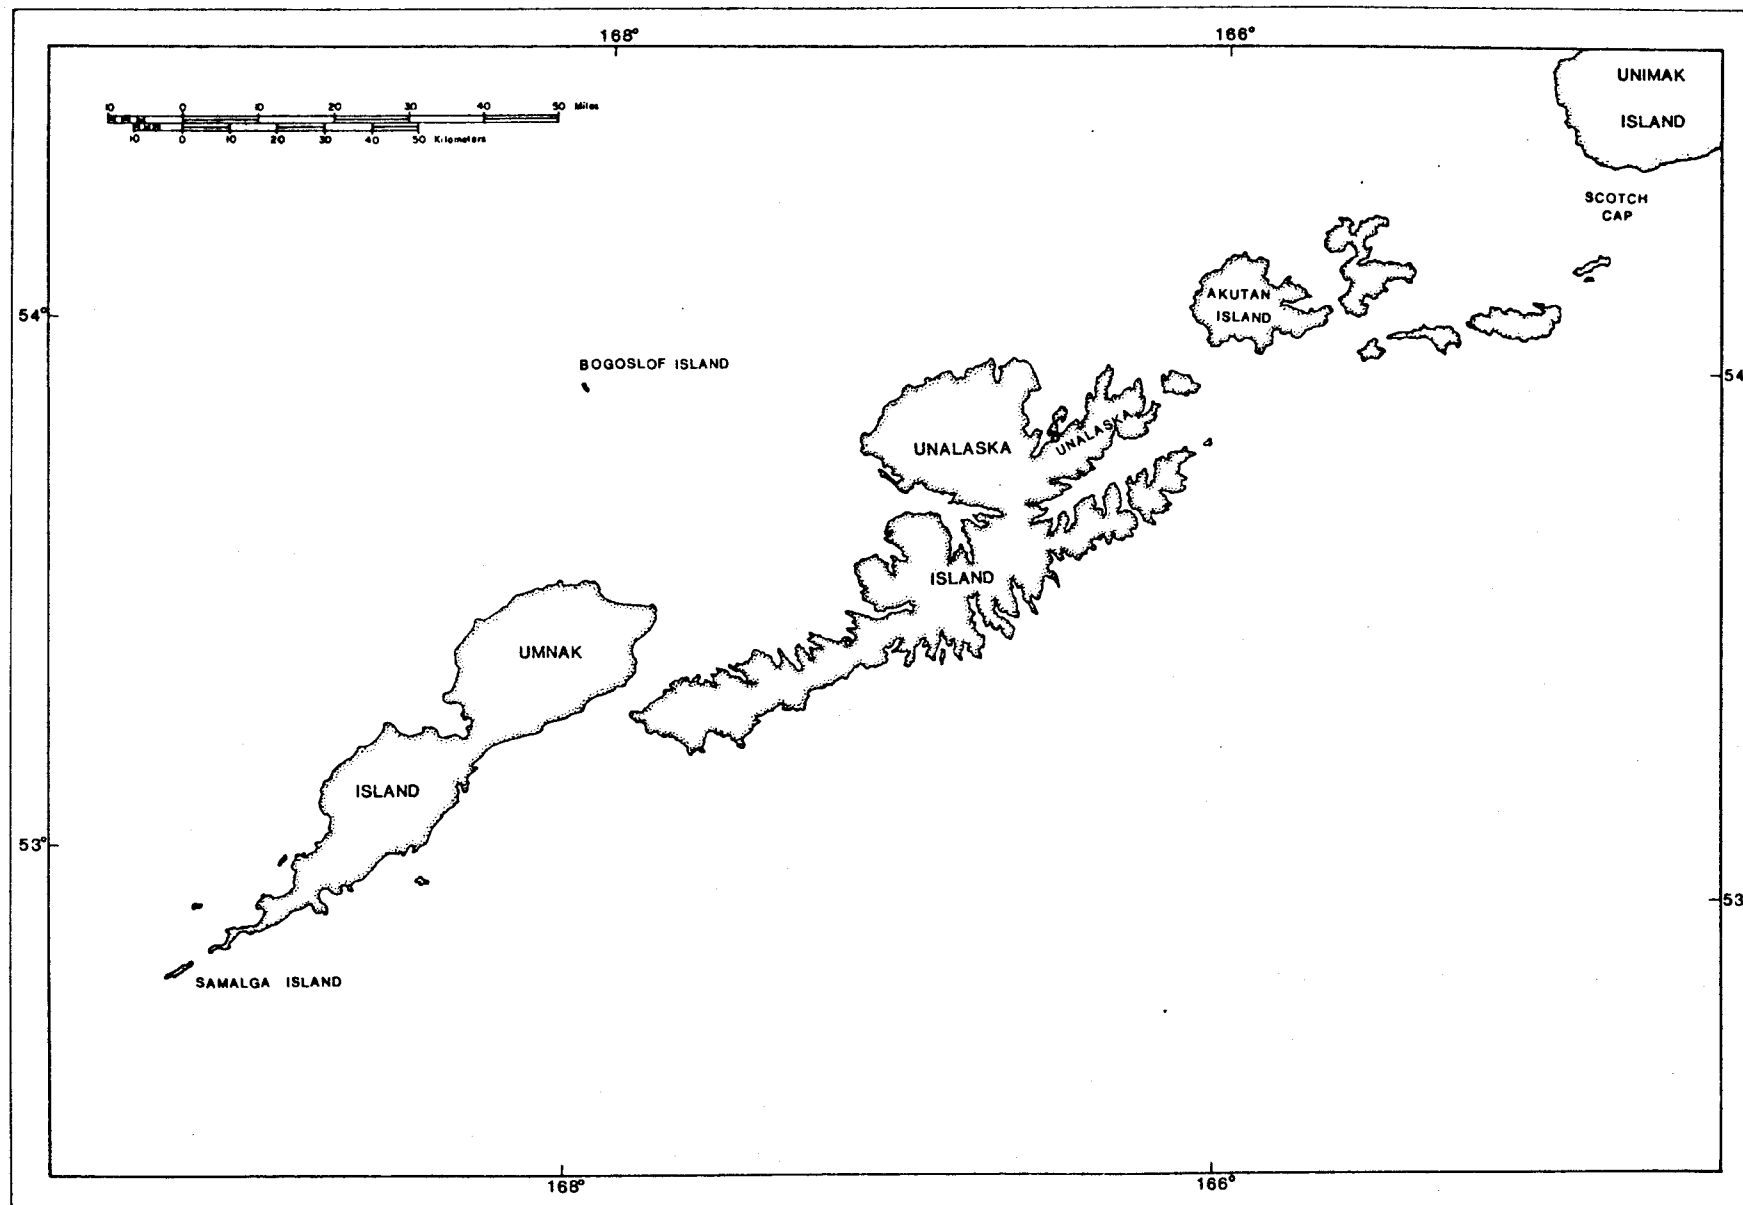 168°
166°
10 0 10 20 30 40 50 Miles
10 0 10 20 30 40 50 Kilometers
UNIMAK
ISLAND
SCOTCH
CAP
AKUTAN
ISLAND
54°
BOGOSLOF ISLAND
54
UNALASKA
UNALASKA
ISLAND
UMNAK
ISLAND
53°
53
SAMALGA ISLAND
168°
166°